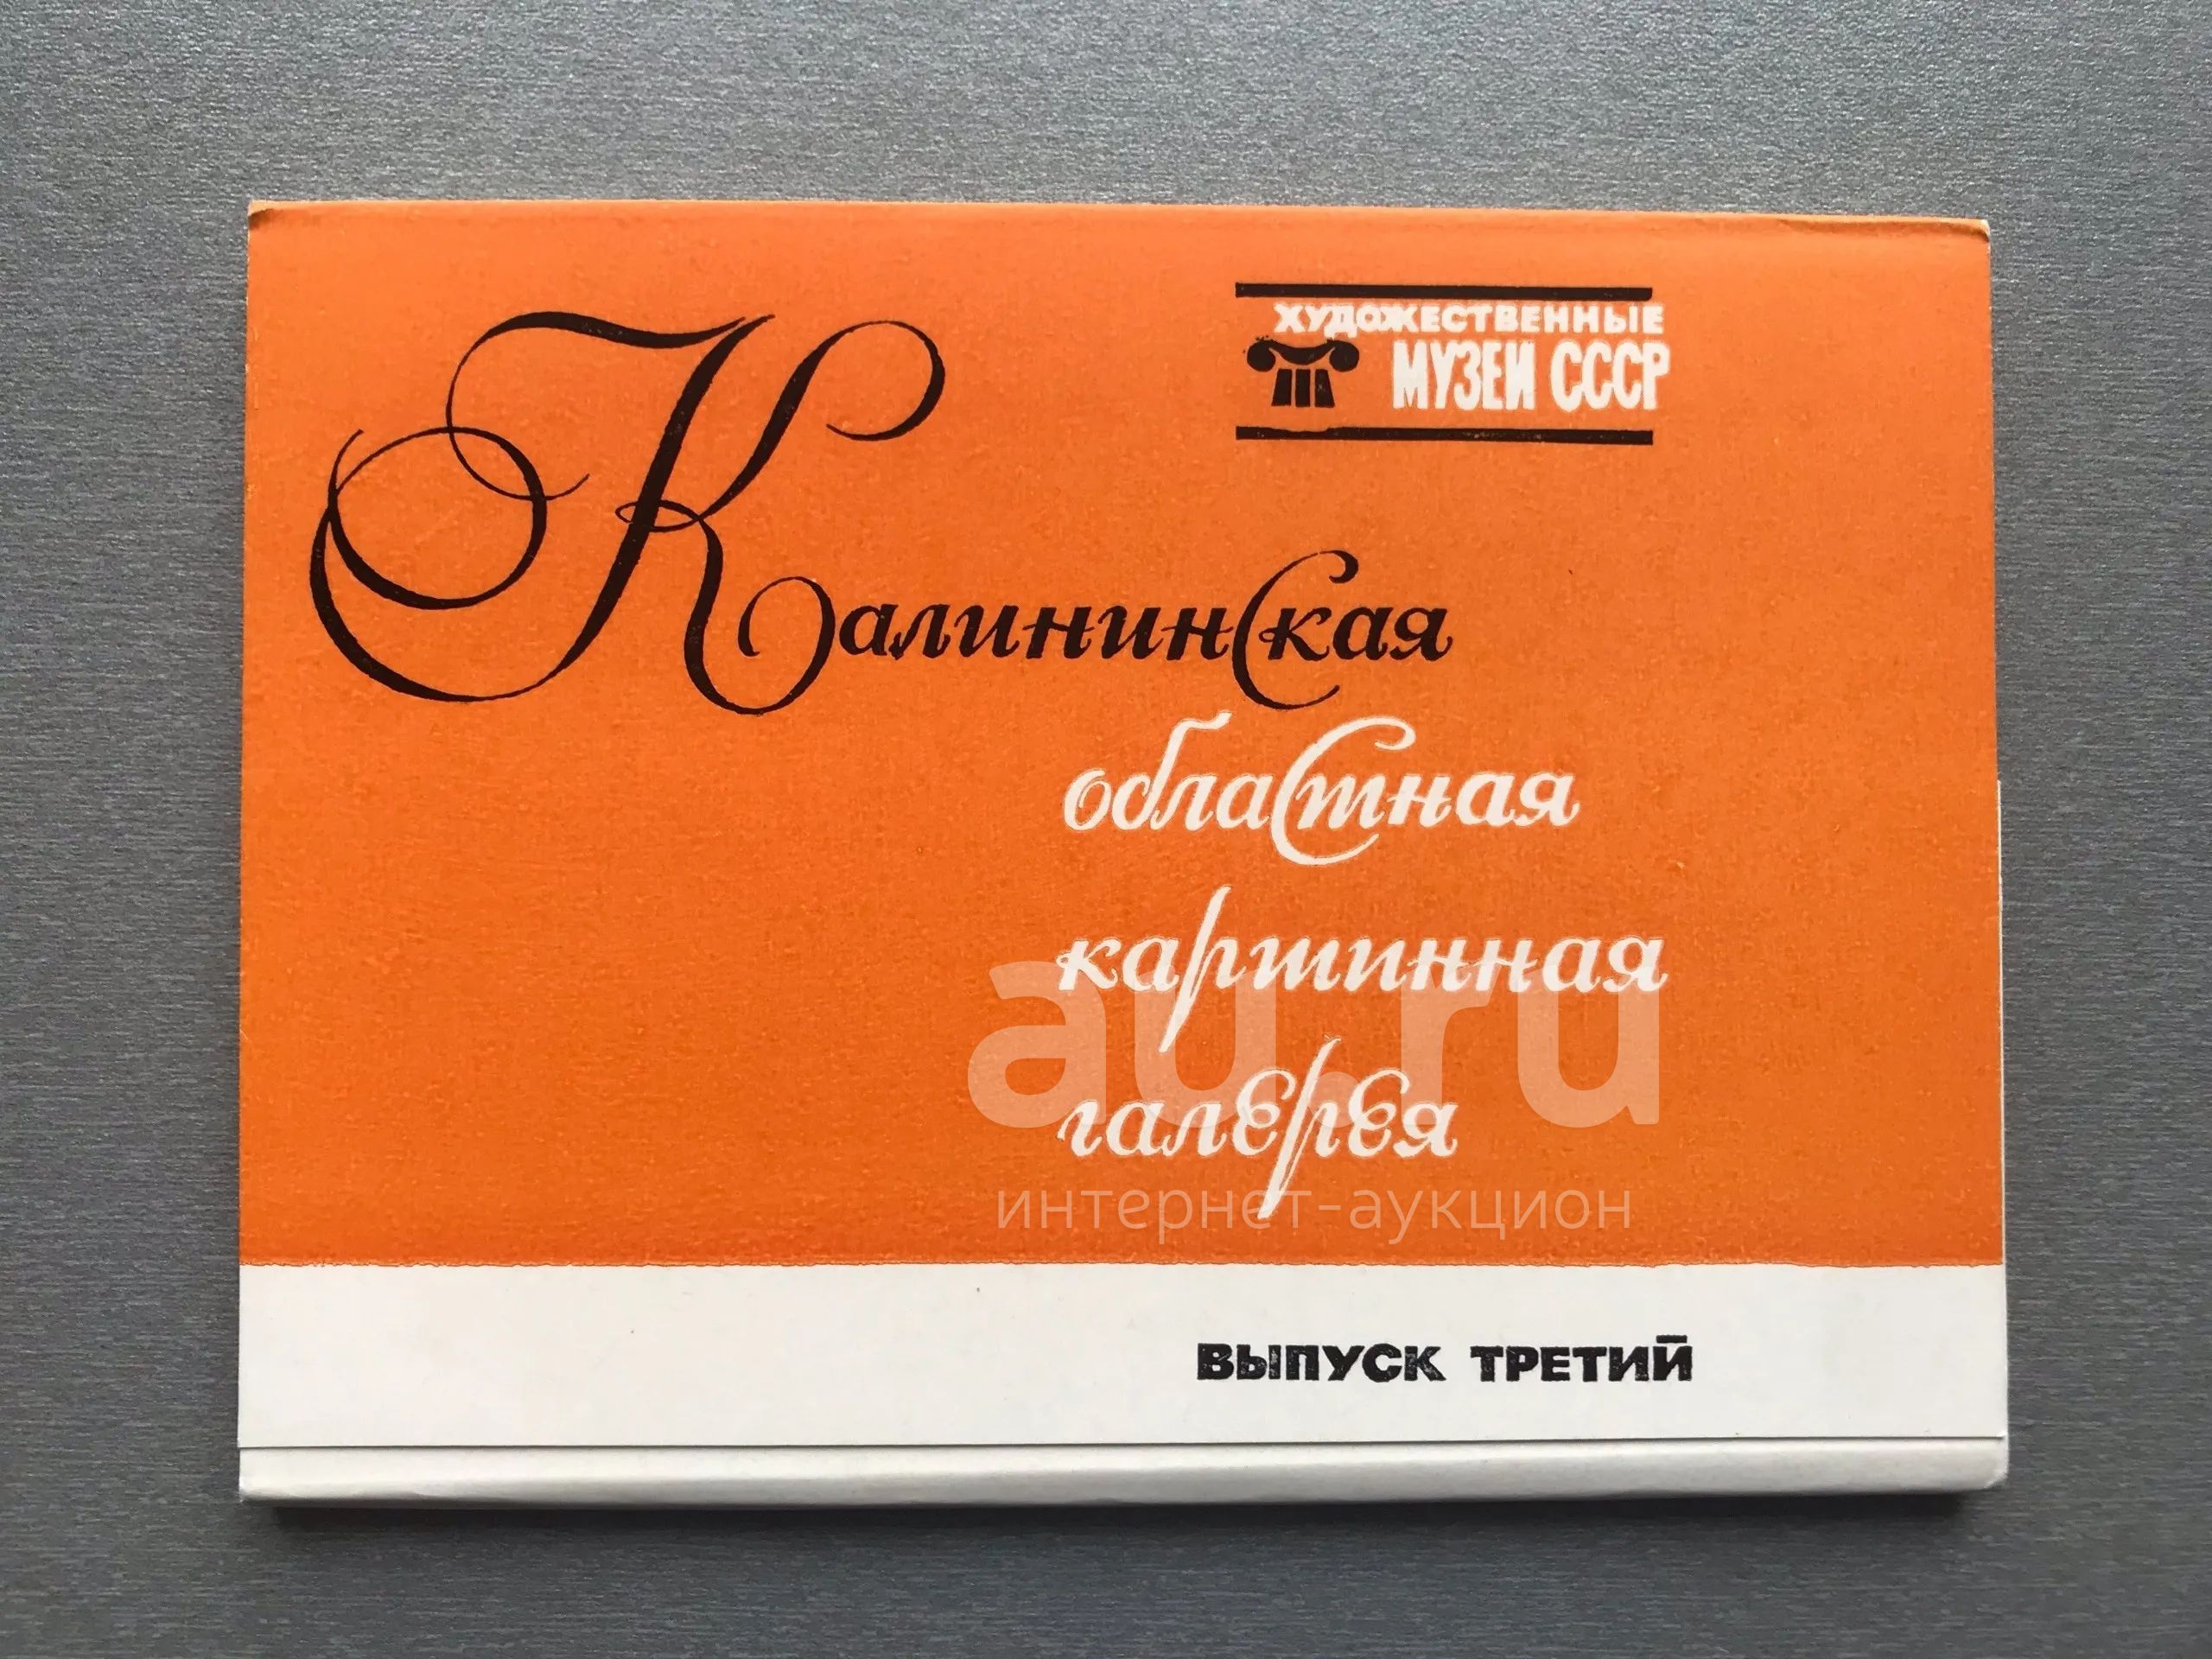 ХУДОЖЕСТВЕННЫЕ
МУЗЕИ СССР
Калининская
областная
картинная
галерея
au.ru
интернет-аукцион
ВЫПУСК ТРЕТИЙ